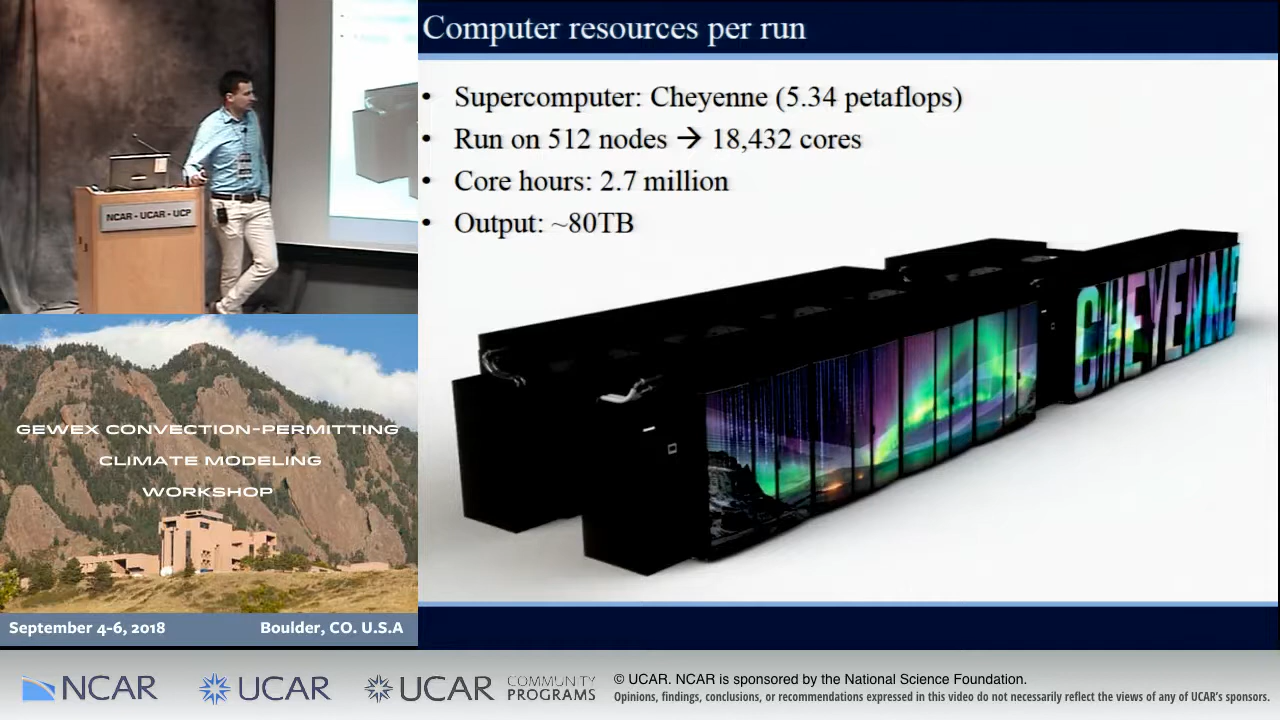 Computer resources per run
• Supercomputer: Cheyenne (5.34 petaflops)
• Run on 512 nodes → 18,432 cores
• Core hours: 2.7 million
• Output: ~80TB
CHEYENNE
NCAR - UCAR - UCP
GEWEX CONVECTION-PERMITTING
CLIMATE MODELING
WORKSHOP
September 4-6, 2018 Boulder, CO. U.S.A
NCAR
UCAR
UCAR
COMMUNITY
PROGRAMS
© UCAR. NCAR is sponsored by the National Science Foundation.
Opinions, findings, conclusions, or recommendations expressed in this video do not necessarily reflect the views of any of UCAR's sponsors.